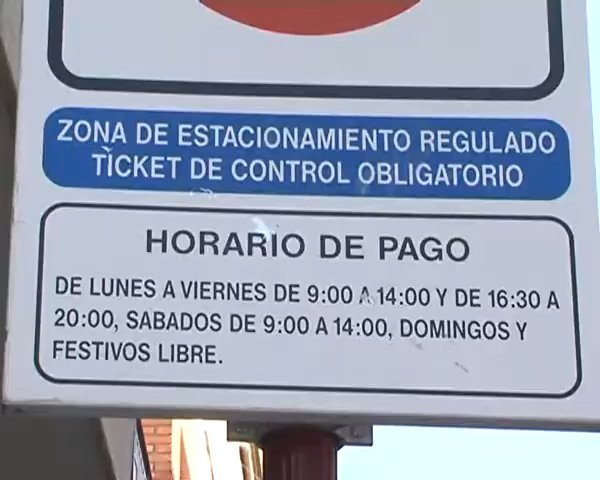 ZONA DE ESTACIONAMIENTO REGULADO
TICKET DE CONTROL OBLIGATORIO
HORARIO DE PAGO
DE LUNES A VIERNES DE 9:00 A 14:00 Y DE 16:30 A
20:00, SABADOS DE 9:00 A 14:00, DOMINGOS Y
FESTIVOS LIBRE.